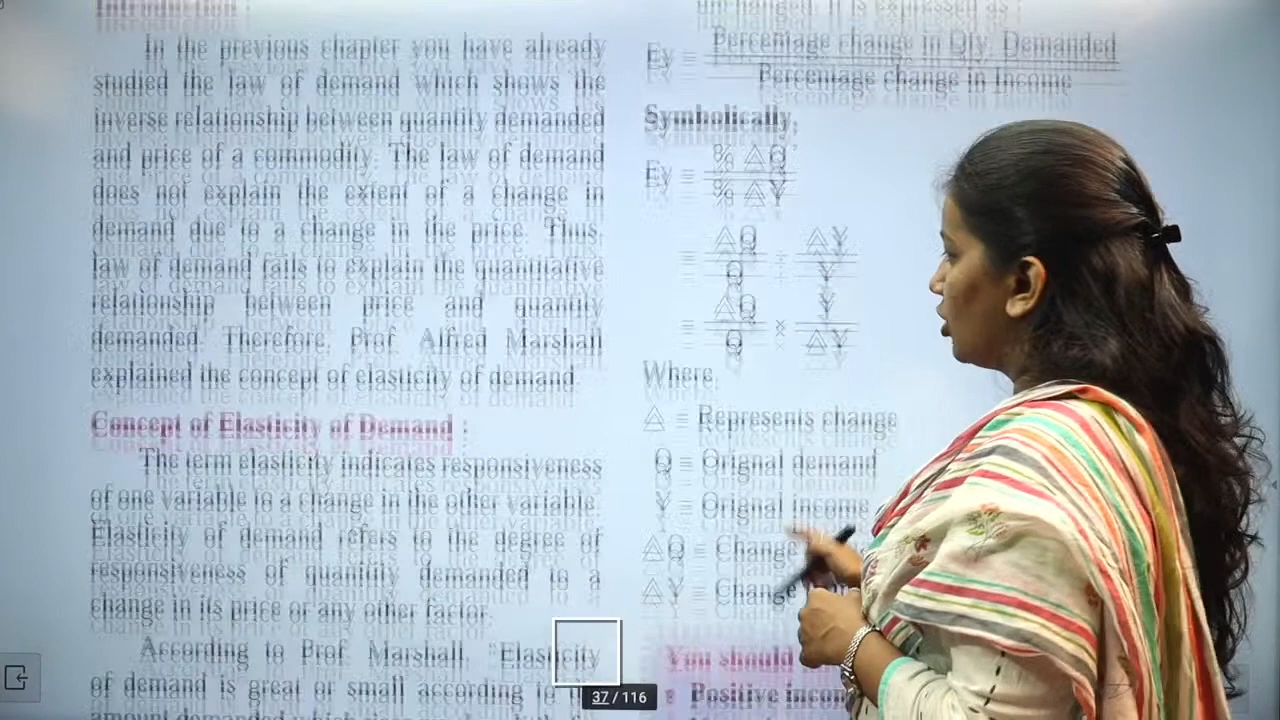 Introduction :
In the previous chapter you have already
studied the law of demand which shows the
inverse relationship between quantity demanded
and price of a commodity. The law of demand
does not explain the extent of a change in
demand due to a change in the price. Thus,
law of demand fails to explain the quantitative
relationship between price and quantity
demanded. Therefore, Prof. Alfred Marshall
explained the concept of elasticity of demand.
Concept of Elasticity of Demand :
The term elasticity indicates responsiveness
of one variable to a change in the other variable.
Elasticity of demand refers to the degree of
responsiveness of quantity demanded to a
change in its price or any other factor.
According to Prof. Marshall, "Elasticity
of demand is great or small according to
amount demanded which
unchanged. It is expressed as :
Ey = Percentage change in Qty. Demanded
Percentage change in Income
Symbolically,
Ey = % △Q
% △Y
= △Q ÷ △Y
Q Y
= △Q × Y
Q △Y
Where,
△ = Represents change
Q = Orignal demand
Y = Orignal income
△Q = Change
△Y = Change
You should
Positive incom
37 / 116